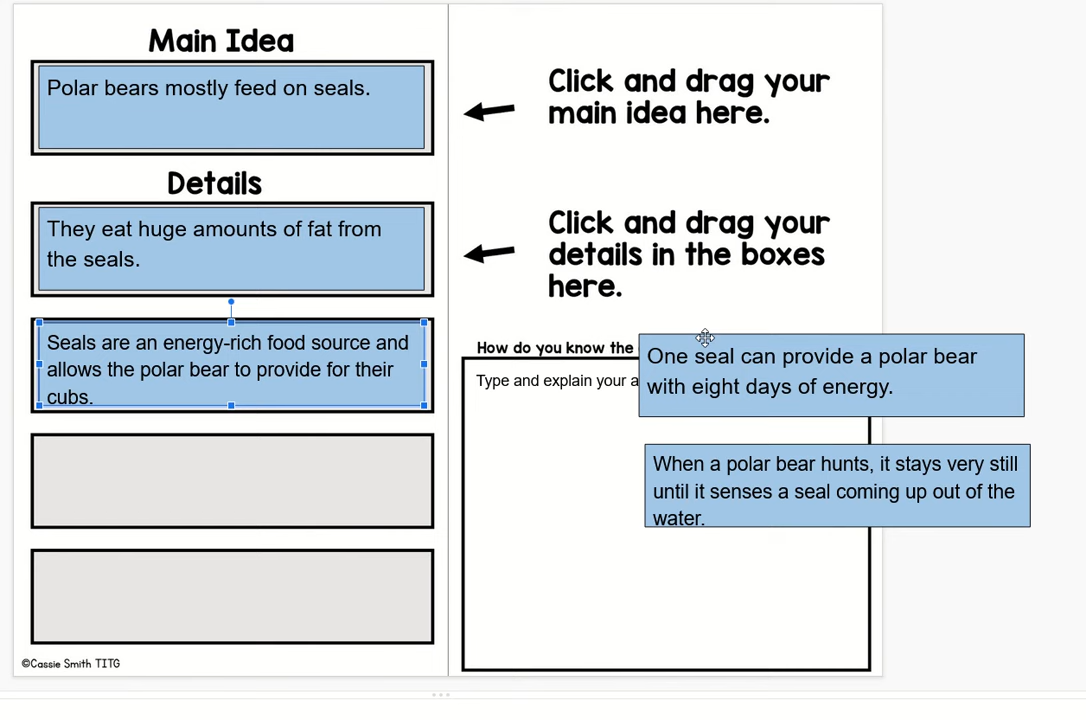 Main Idea
Polar bears mostly feed on seals.
Click and drag your
main idea here.
Details
They eat huge amounts of fat from
the seals.
Click and drag your
details in the boxes
here.
Seals are an energy-rich food source and
allows the polar bear to provide for their
cubs.
How do you know the
Type and explain your a
One seal can provide a polar bear
with eight days of energy.
When a polar bear hunts, it stays very still
until it senses a seal coming up out of the
water.
©Cassie Smith TITG